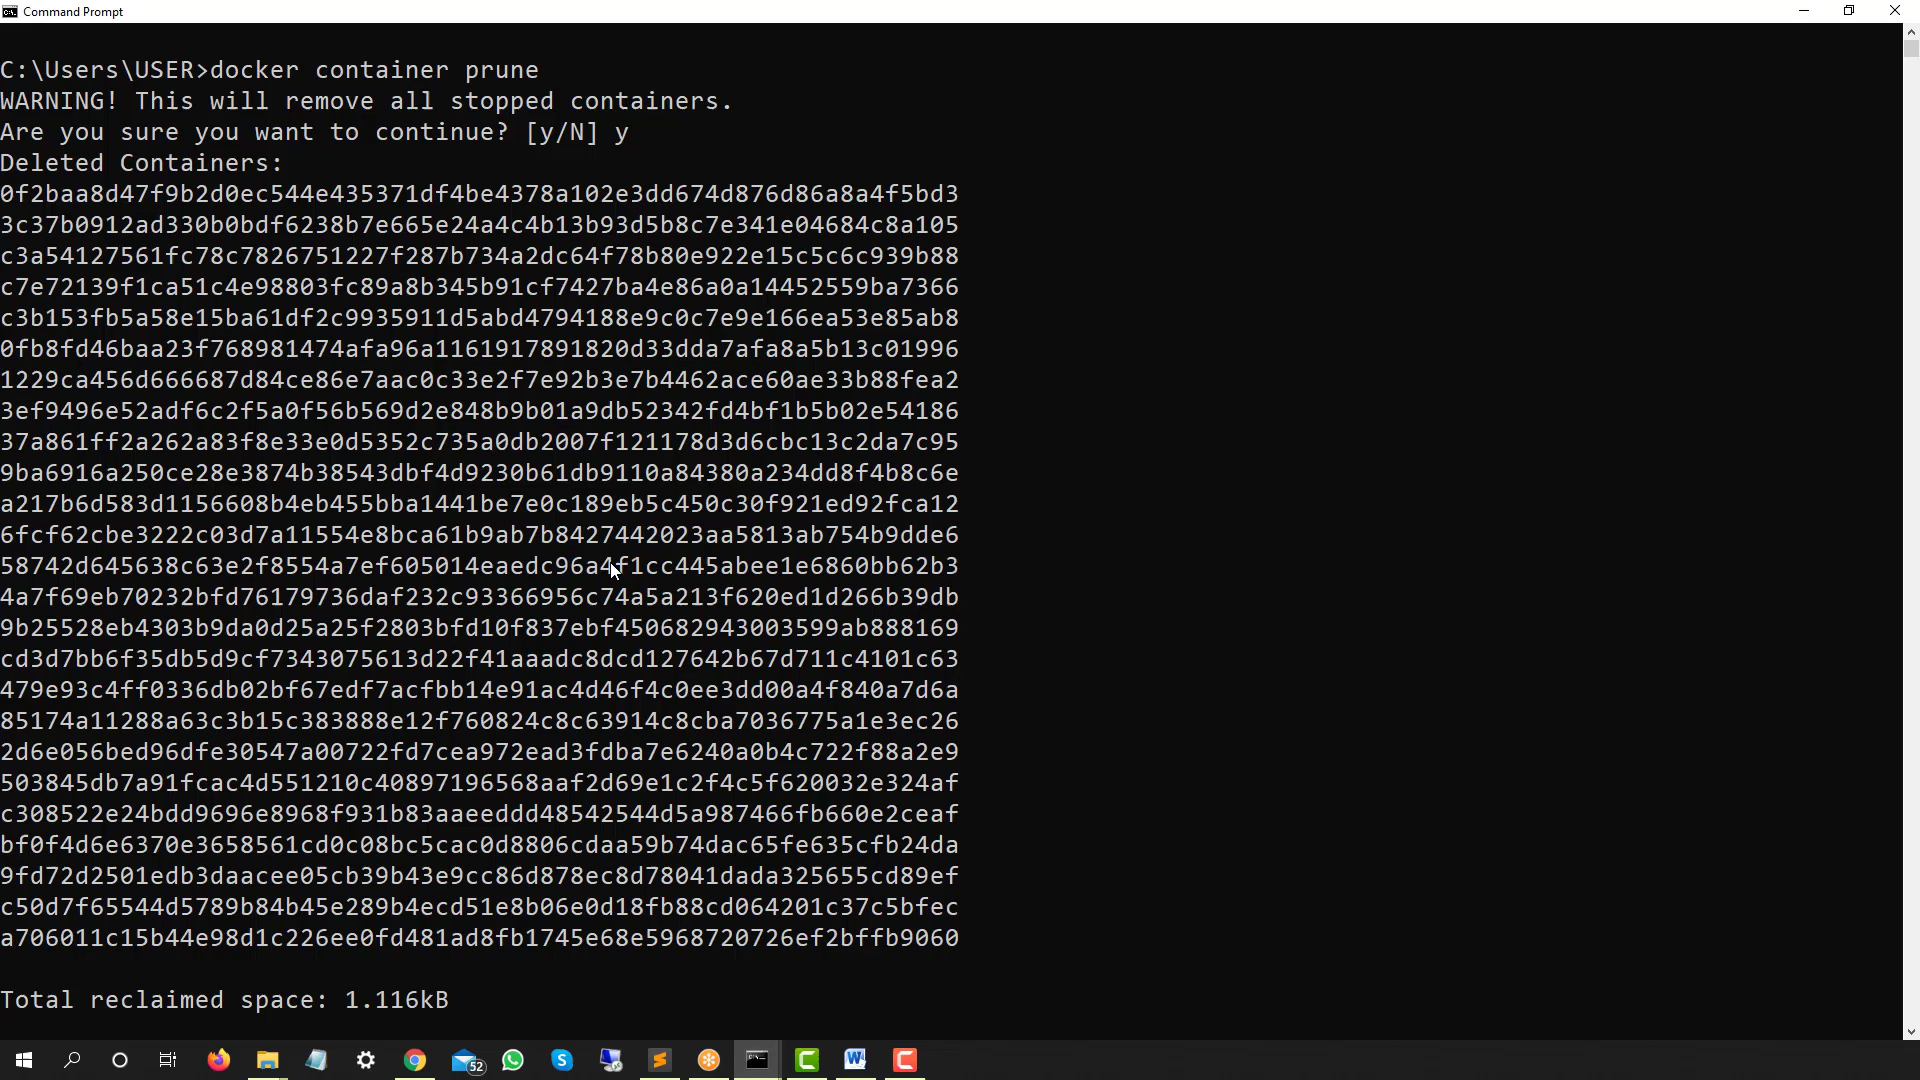 Command Prompt
C:\Users\USER>docker container prune
WARNING! This will remove all stopped containers.
Are you sure you want to continue? [y/N] y
Deleted Containers:
0f2baa8d47f9b2d0ec544e435371df4be4378a102e3dd674d876d86a8a4f5bd3
3c37b0912ad330b0bdf6238b7e665e24a4c4b13b93d5b8c7e341e04684c8a105
c3a54127561fc78c7826751227f287b734a2dc64f78b80e922e15c5c6c939b88
c7e72139f1ca51c4e98803fc89a8b345b91cf7427ba4e86a0a14452559ba7366
c3b153fb5a58e15ba61df2c9935911d5abd4794188e9c0c7e9e166ea53e85ab8
0fb8fd46baa23f768981474afa96a1161917891820d33dda7afa8a5b13c01996
1229ca456d666687d84ce86e7aac0c33e2f7e92b3e7b4462ace60ae33b88fea2
3ef9496e52adf6c2f5a0f56b569d2e848b9b01a9db52342fd4bf1b5b02e54186
37a861ff2a262a83f8e33e0d5352c735a0db2007f121178d3d6cbc13c2da7c95
9ba6916a250ce28e3874b38543dbf4d9230b61db9110a84380a234dd8f4b8c6e
a217b6d583d1156608b4eb455bba1441be7e0c189eb5c450c30f921ed92fca12
6fcf62cbe3222c03d7a11554e8bca61b9ab7b8427442023aa5813ab754b9dde6
58742d645638c63e2f8554a7ef605014eaedc96a4f1cc445abee1e6860bb62b3
4a7f69eb70232bfd76179736daf232c93366956c74a5a213f620ed1d266b39db
9b25528eb4303b9da0d25a25f2803bfd10f837ebf450682943003599ab888169
cd3d7bb6f35db5d9cf7343075613d22f41aaadc8dcd127642b67d711c4101c63
479e93c4ff0336db02bf67edf7acfbb14e91ac4d46f4c0ee3dd00a4f840a7d6a
85174a11288a63c3b15c383888e12f760824c8c63914c8cba7036775a1e3ec26
2d6e056bed96dfe30547a00722fd7cea972ead3fdba7e6240a0b4c722f88a2e9
503845db7a91fcac4d551210c40897196568aaf2d69e1c2f4c5f620032e324af
c308522e24bdd9696e8968f931b83aaeeddd48542544d5a987466fb660e2ceaf
bf0f4d6e6370e3658561cd0c08bc5cac0d8806cdaa59b74dac65fe635cfb24da
9fd72d2501edb3daacee05cb39b43e9cc86d878ec8d78041dada325655cd89ef
c50d7f65544d5789b84b45e289b4ecd51e8b06e0d18fb88cd064201c37c5bfec
a706011c15b44e98d1c226ee0fd481ad8fb1745e68e5968720726ef2bffb9060
Total reclaimed space: 1.116kB
52